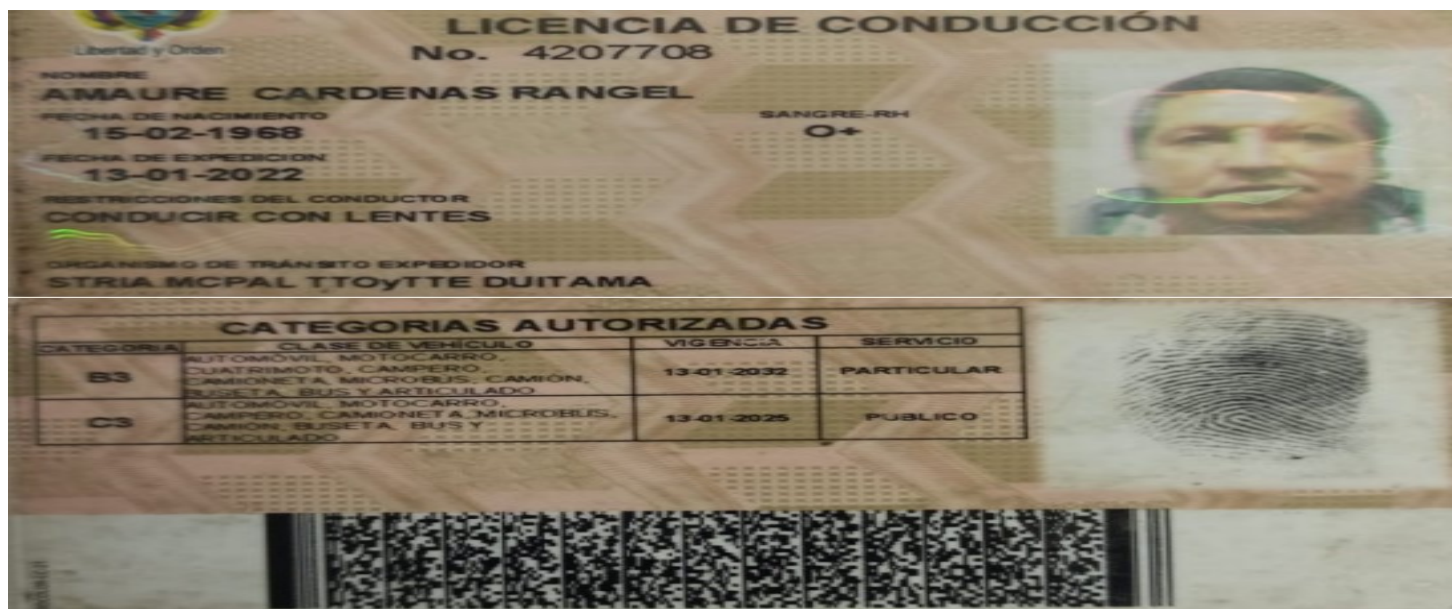 Libertad y Orden
LICENCIA DE CONDUCCIÓN
No. 4207708
NOMBRE
AMAURE CARDENAS RANGEL
FECHA DE NACIMIENTO
15-02-1968
SANGRE-RH
O+
FECHA DE EXPEDICION
13-01-2022
RESTRICCIONES DEL CONDUCTOR
CONDUCIR CON LENTES
ORGANISMO DE TRÁNSITO EXPEDIDOR
STRIA MCPAL TTOyTTE DUITAMA
CATEGORIAS AUTORIZADAS
CATEGORIA CLASE DE VEHÍCULO VIGENCIA SERVICIO
B3
AUTOMÓVIL, MOTOCARRO,
CUATRIMOTO, CAMPERO,
CAMIONETA, MICROBUS, CAMIÓN,
BUSETA, BUS Y ARTICULADO
13-01-2032
PARTICULAR
C3
AUTOMÓVIL, MOTOCARRO,
CAMPERO, CAMIONETA, MICROBUS,
CAMIÓN, BUSETA, BUS Y
ARTICULADO
13-01-2025
PUBLICO